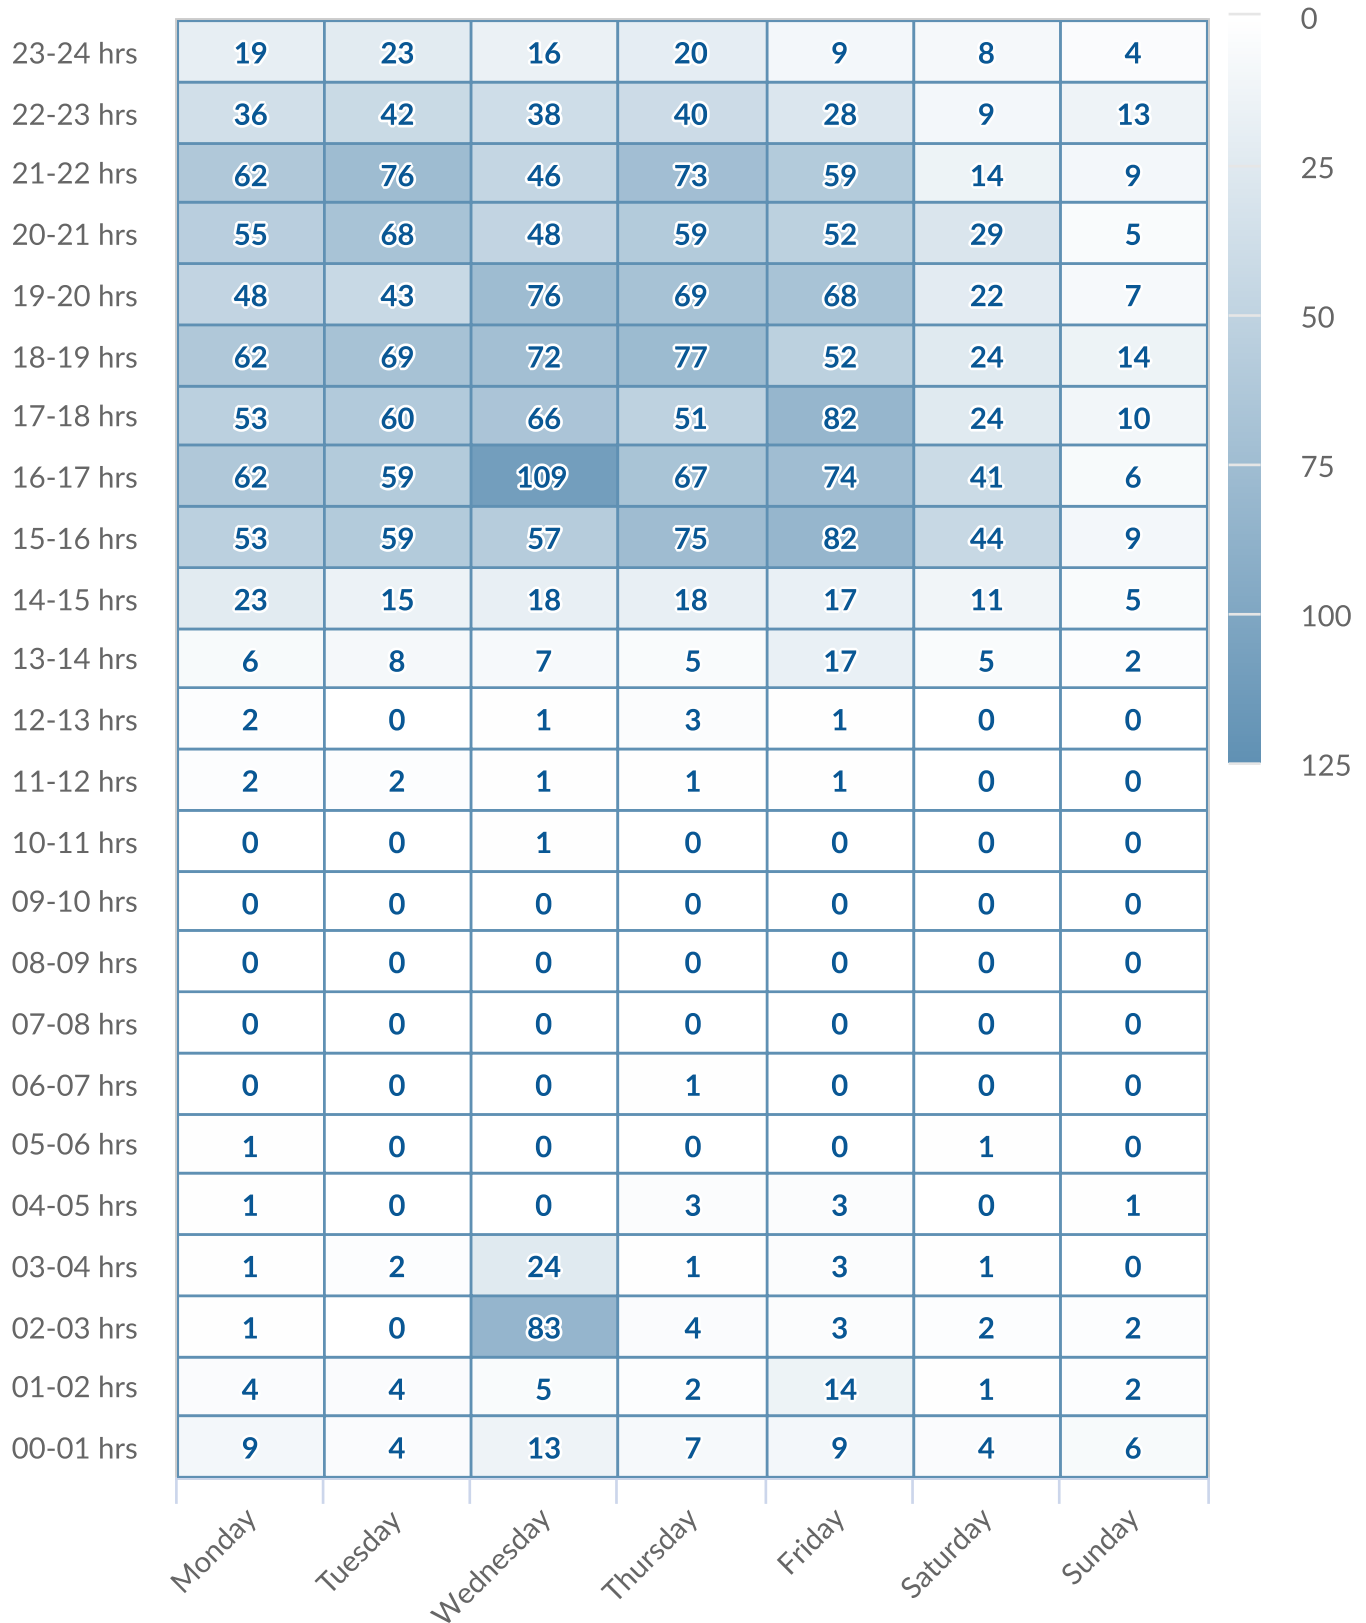 23-24 hrs 19 23 16 20 9 8 4
22-23 hrs 36 42 38 40 28 9 13
21-22 hrs 62 76 46 73 59 14 9
20-21 hrs 55 68 48 59 52 29 5
19-20 hrs 48 43 76 69 68 22 7
18-19 hrs 62 69 72 77 52 24 14
17-18 hrs 53 60 66 51 82 24 10
16-17 hrs 62 59 109 67 74 41 6
15-16 hrs 53 59 57 75 82 44 9
14-15 hrs 23 15 18 18 17 11 5
13-14 hrs 6 8 7 5 17 5 2
12-13 hrs 2 0 1 3 1 0 0
11-12 hrs 2 2 1 1 1 0 0
10-11 hrs 0 0 1 0 0 0 0
09-10 hrs 0 0 0 0 0 0 0
08-09 hrs 0 0 0 0 0 0 0
07-08 hrs 0 0 0 0 0 0 0
06-07 hrs 0 0 0 1 0 0 0
05-06 hrs 1 0 0 0 0 1 0
04-05 hrs 1 0 0 3 3 0 1
03-04 hrs 1 2 24 1 3 1 0
02-03 hrs 1 0 83 4 3 2 2
01-02 hrs 4 4 5 2 14 1 2
00-01 hrs 9 4 13 7 9 4 6
Monday Tuesday Wednesday Thursday Friday Saturday Sunday
0
25
50
75
100
125